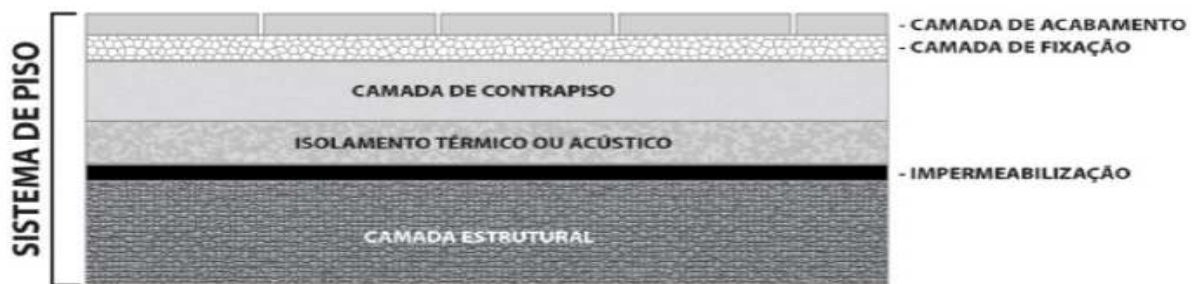 SISTEMA DE PISO
- CAMADA DE ACABAMENTO
- CAMADA DE FIXAÇÃO
CAMADA DE CONTRAPISO
ISOLAMENTO TÉRMICO OU ACÚSTICO
- IMPERMEABILIZAÇÃO
CAMADA ESTRUTURAL